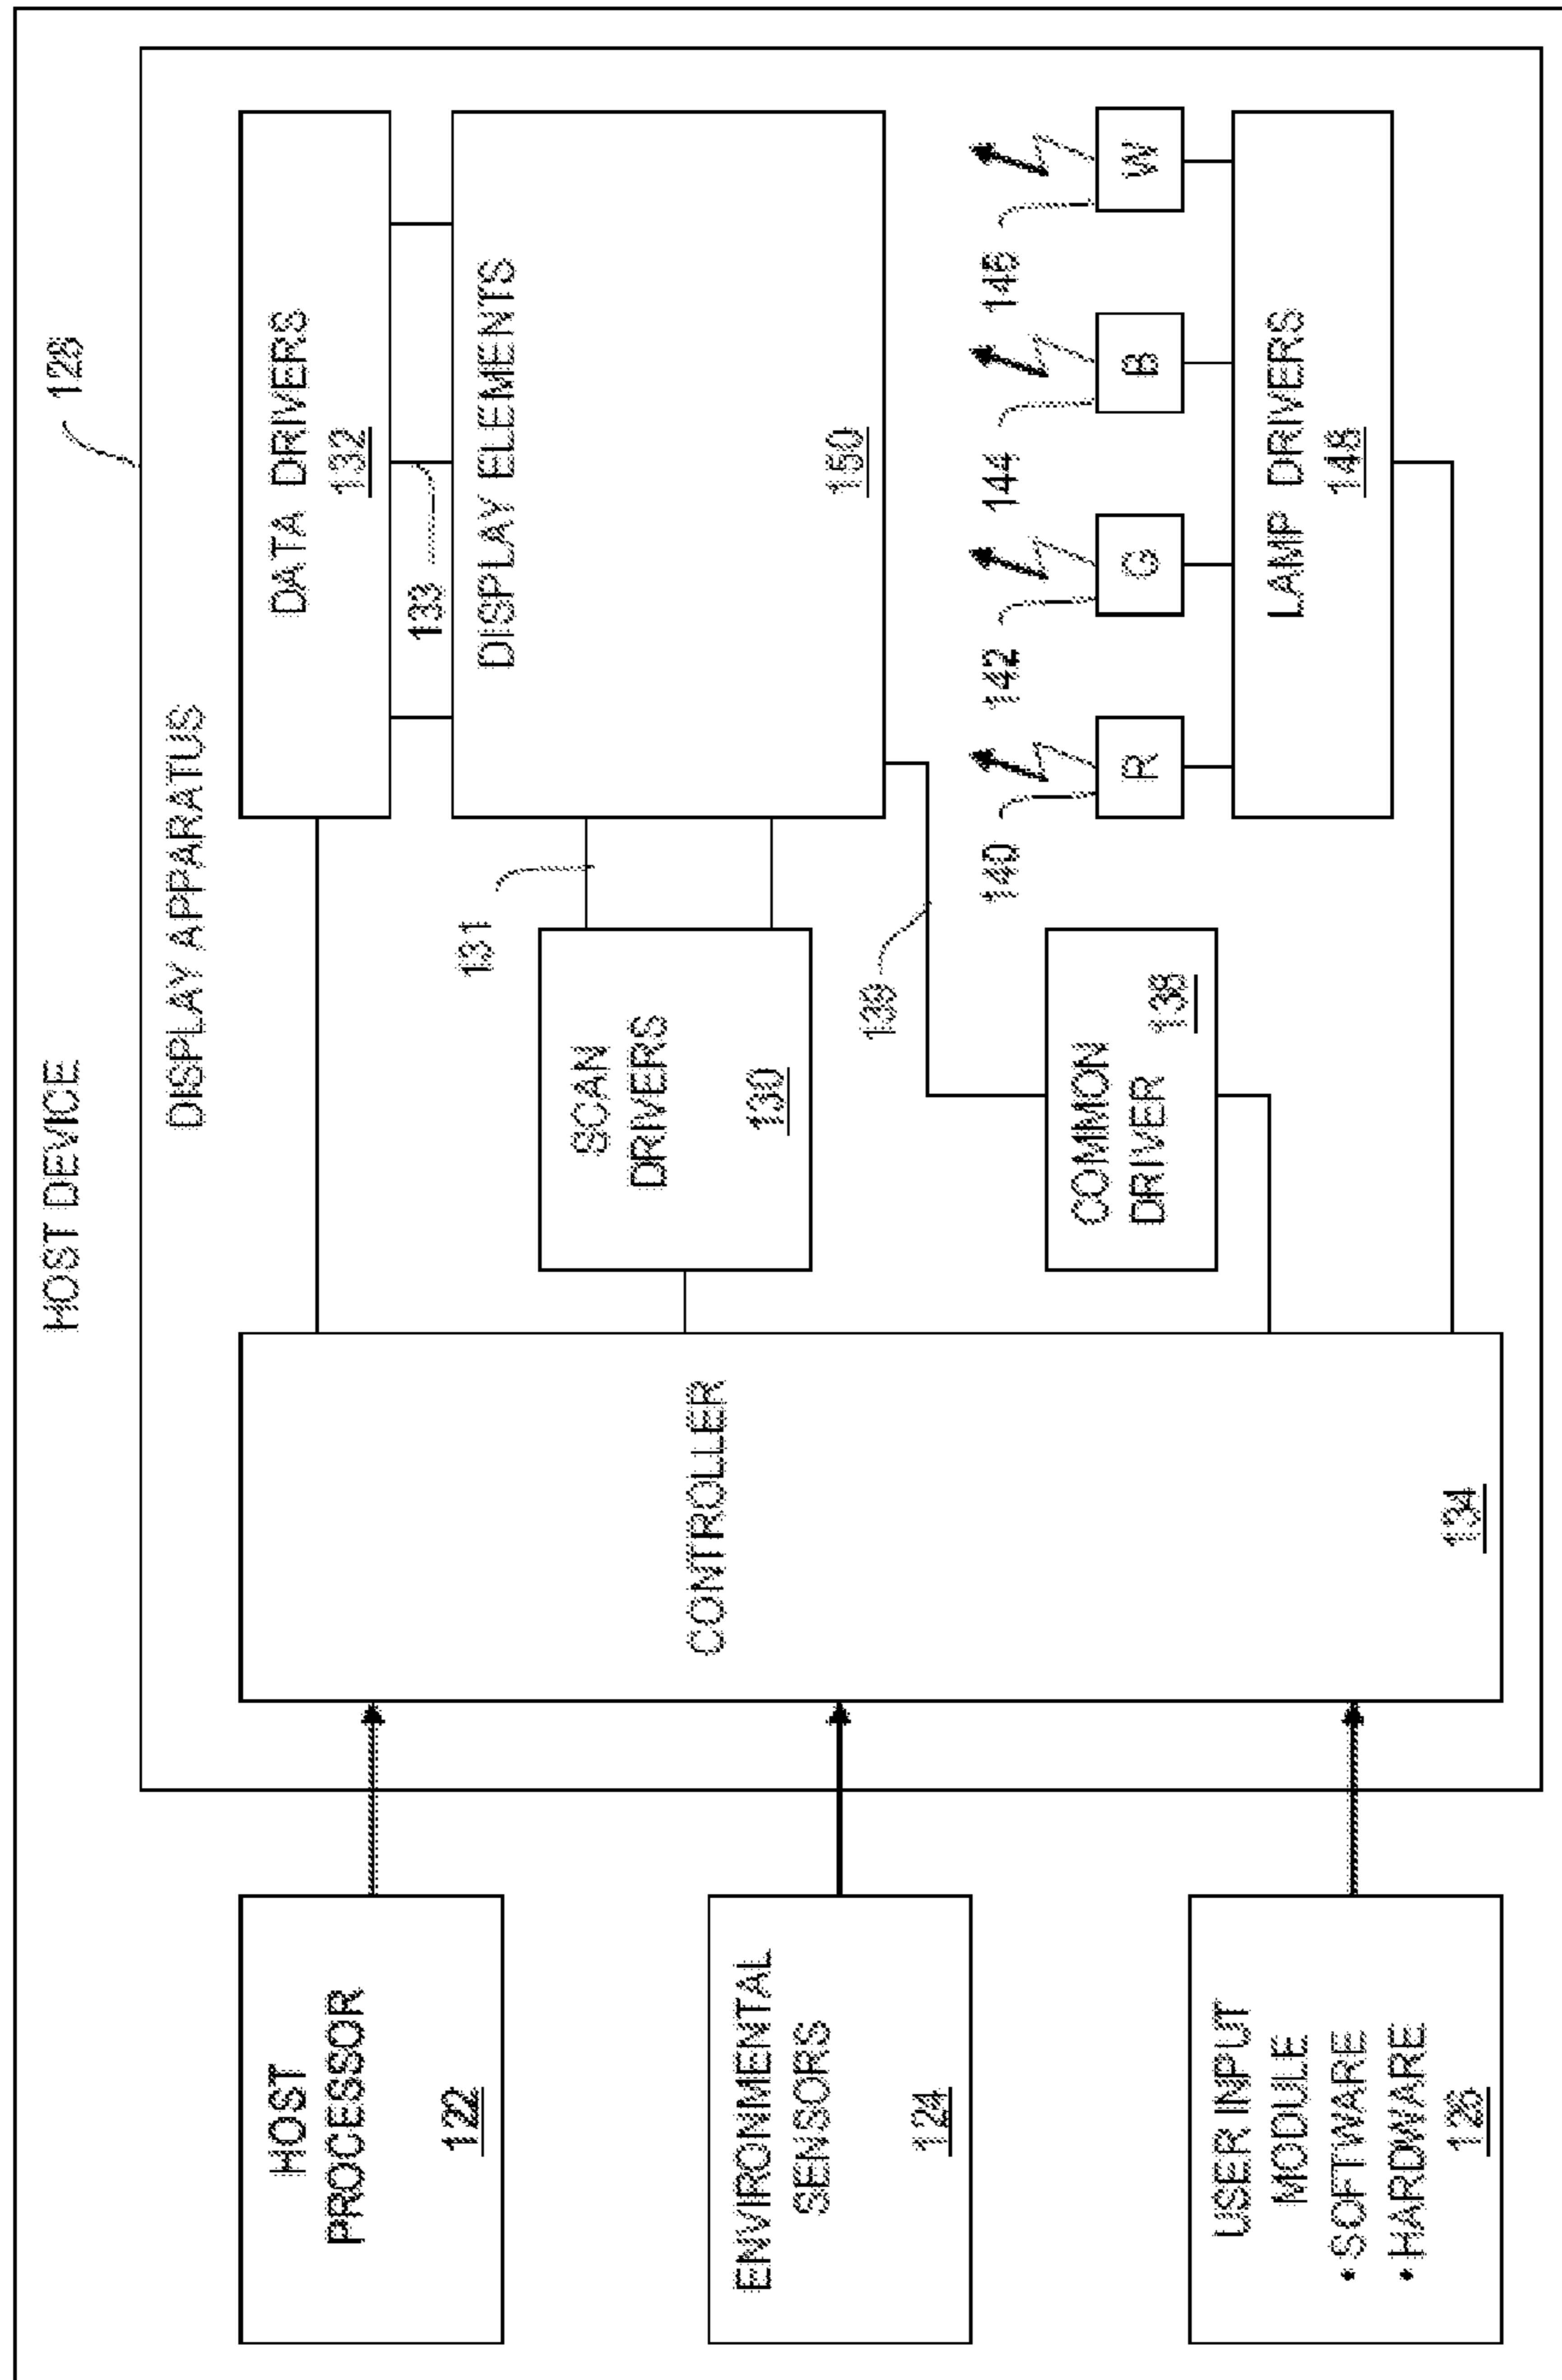 HOST DEVICE
128
DISPLAY APPARATUS
HOST
PROCESSOR
122
ENVIRONMENTAL
SENSORS
124
USER INPUT
MODULE
• SOFTWARE
• HARDWARE
126
CONTROLLER
134
DATA DRIVERS
132
133
SCAN
DRIVERS
130
131
DISPLAY ELEMENTS
150
COMMON
DRIVER
138
139
140
142
144
146
R
G
B
W
LAMP DRIVERS
148